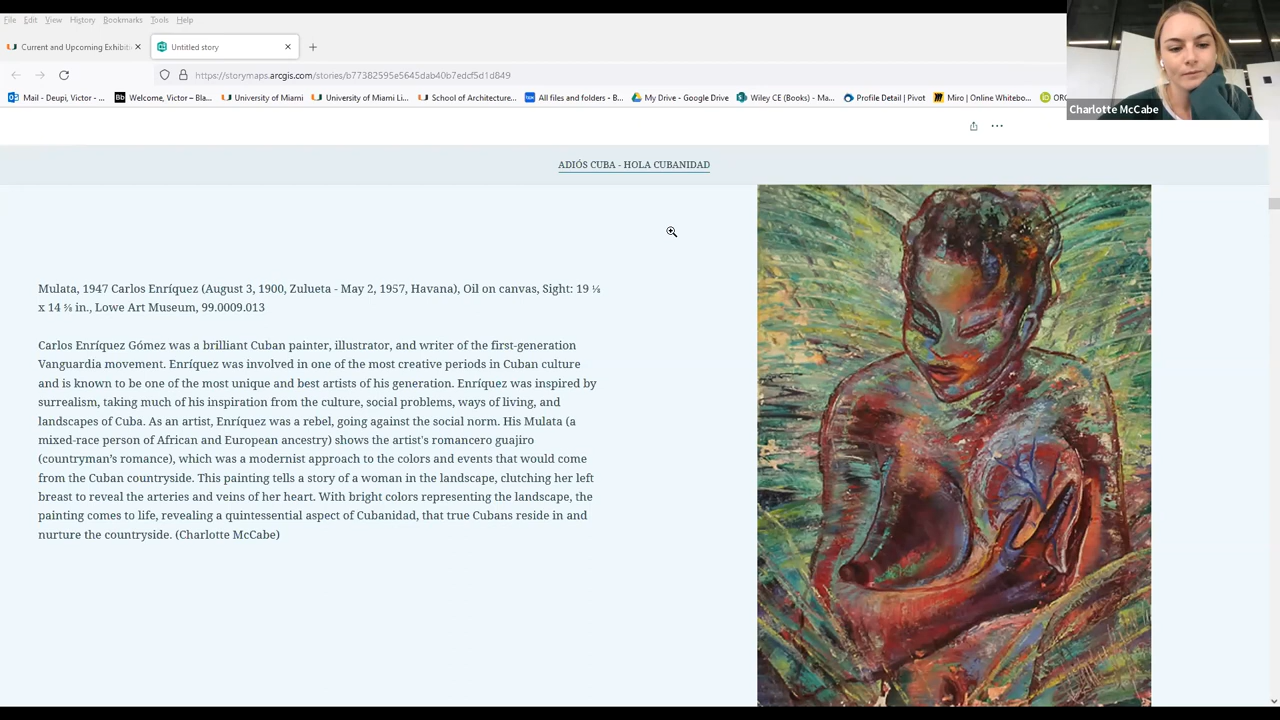 File Edit View History Bookmarks Tools Help
Current and Upcoming Exhibiti
Untitled story
https://storymaps.arcgis.com/stories/b77382595e5645dab40b7edcf5d1d849
Mail - Deupi, Victor - ... Welcome, Victor – Bla... University of Miami University of Miami Li... School of Architecture... All files and folders - B... My Drive - Google Drive Wiley CE (Books) - Ma... Profile Detail | Pivot Miro | Online Whitebo... ORC
Charlotte McCabe
ADIÓS CUBA - HOLA CUBANIDAD
Mulata, 1947 Carlos Enríquez (August 3, 1900, Zulueta - May 2, 1957, Havana), Oil on canvas, Sight: 19
x 14 in., Lowe Art Museum, 99.0009.013
Carlos Enríquez Gómez was a brilliant Cuban painter, illustrator, and writer of the first-generation
Vanguardia movement. Enríquez was involved in one of the most creative periods in Cuban culture
and is known to be one of the most unique and best artists of his generation. Enríquez was inspired by
surrealism, taking much of his inspiration from the culture, social problems, ways of living, and
landscapes of Cuba. As an artist, Enríquez was a rebel, going against the social norm. His Mulata (a
mixed-race person of African and European ancestry) shows the artist's romancero guajiro
(countryman's romance), which was a modernist approach to the colors and events that would come
from the Cuban countryside. This painting tells a story of a woman in the landscape, clutching her left
breast to reveal the arteries and veins of her heart. With bright colors representing the landscape, the
painting comes to life, revealing a quintessential aspect of Cubanidad, that true Cubans reside in and
nurture the countryside. (Charlotte McCabe)